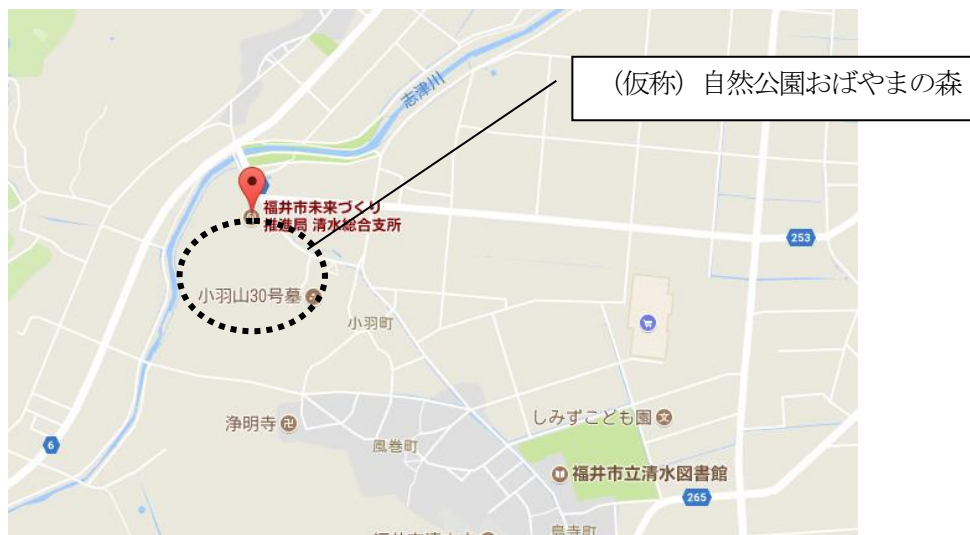 （仮称）自然公園おばやまの森
志津川
福井市未来づくり
推進局 清水総合支所
253
小羽山30号墓
小羽町
しみずこども園
浄明寺
6
風巻町
福井市立清水図書館
265